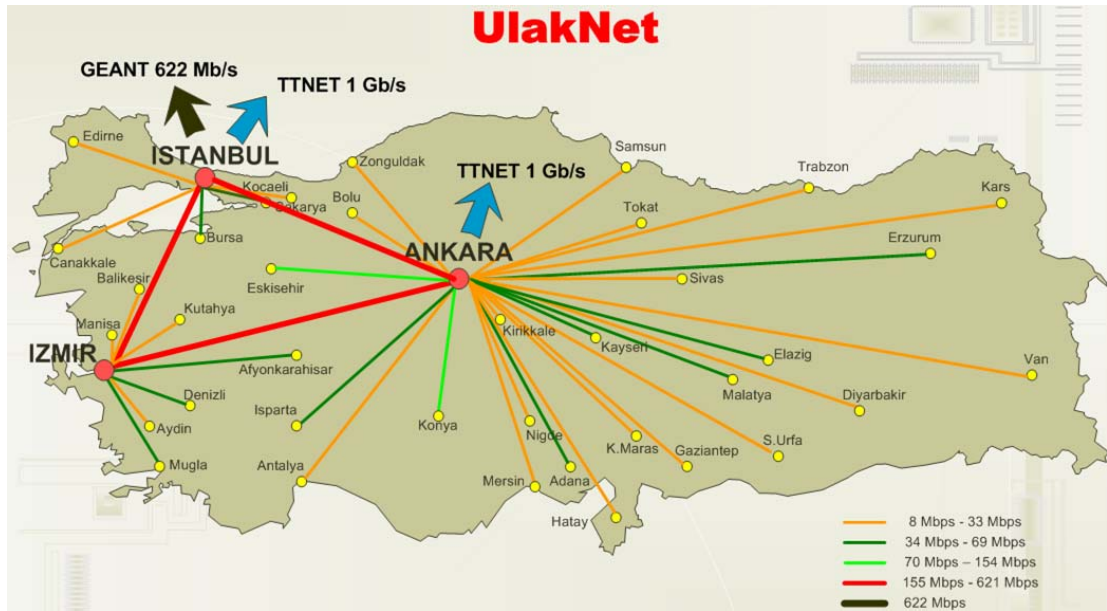 UlakNet
GEANT 622 Mb/s
TTNET 1 Gb/s
Edirne
ISTANBUL
Zonguldak
Samsun
Trabzon
TTNET 1 Gb/s
Kocaeli
Sakarya
Bolu
Tokat
Kars
Bursa
ANKARA
Erzurum
Canakkale
Balikesir
Eskisehir
Sivas
Kutahya
Manisa
Kirikkale
Kayseri
IZMIR
Afyonkarahisar
Elazig
Van
Malatya
Diyarbakir
Denizli
Isparta
Konya
Aydin
Nigde
K.Maras
Gaziantep
S.Urfa
Mugla
Antalya
Mersin
Adana
Hatay
8 Mbps - 33 Mbps
34 Mbps - 69 Mbps
70 Mbps – 154 Mbps
155 Mbps - 621 Mbps
622 Mbps